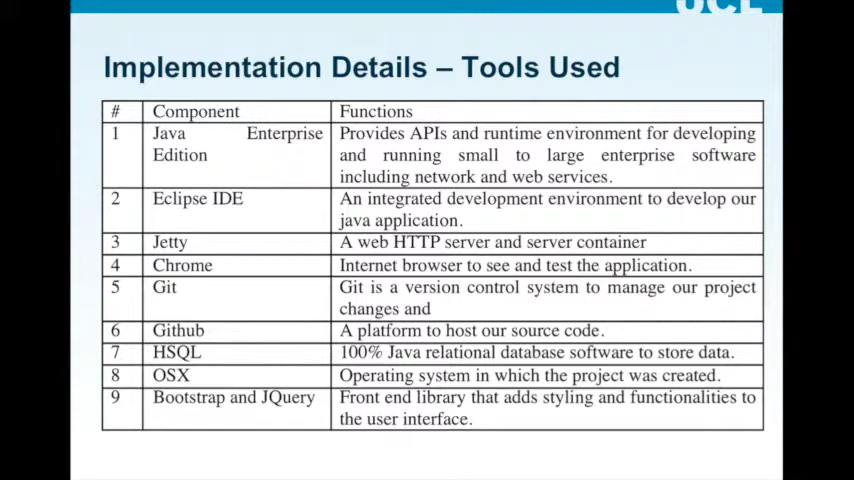 UCL
Implementation Details – Tools Used
# Component Functions
1 Java Enterprise Provides APIs and runtime environment for developing
Edition and running small to large enterprise software
including network and web services.
2 Eclipse IDE An integrated development environment to develop our
java application.
3 Jetty A web HTTP server and server container
4 Chrome Internet browser to see and test the application.
5 Git Git is a version control system to manage our project
changes and
6 Github A platform to host our source code.
7 HSQL 100% Java relational database software to store data.
8 OSX Operating system in which the project was created.
9 Bootstrap and JQuery Front end library that adds styling and functionalities to
the user interface.